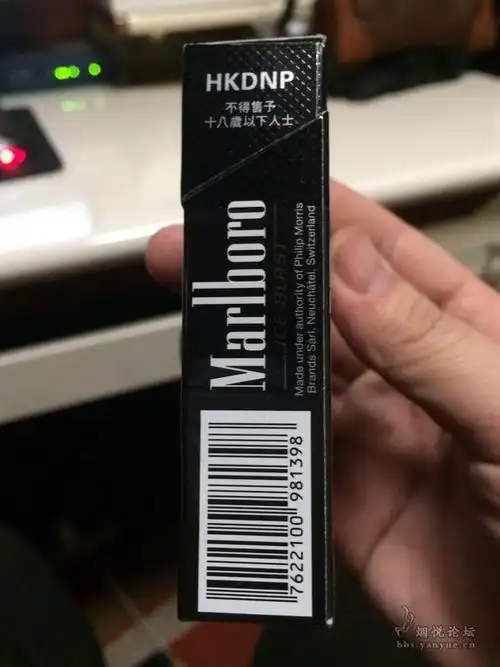 HKDNP
不得售予
十八歲以下人士
Marlboro
ICE BLAST
Made under authority of Philip Morris
Brands Sàrl, Neuchâtel, Switzerland
7622100 981398
烟悦论坛
bbs.yanyue.cn